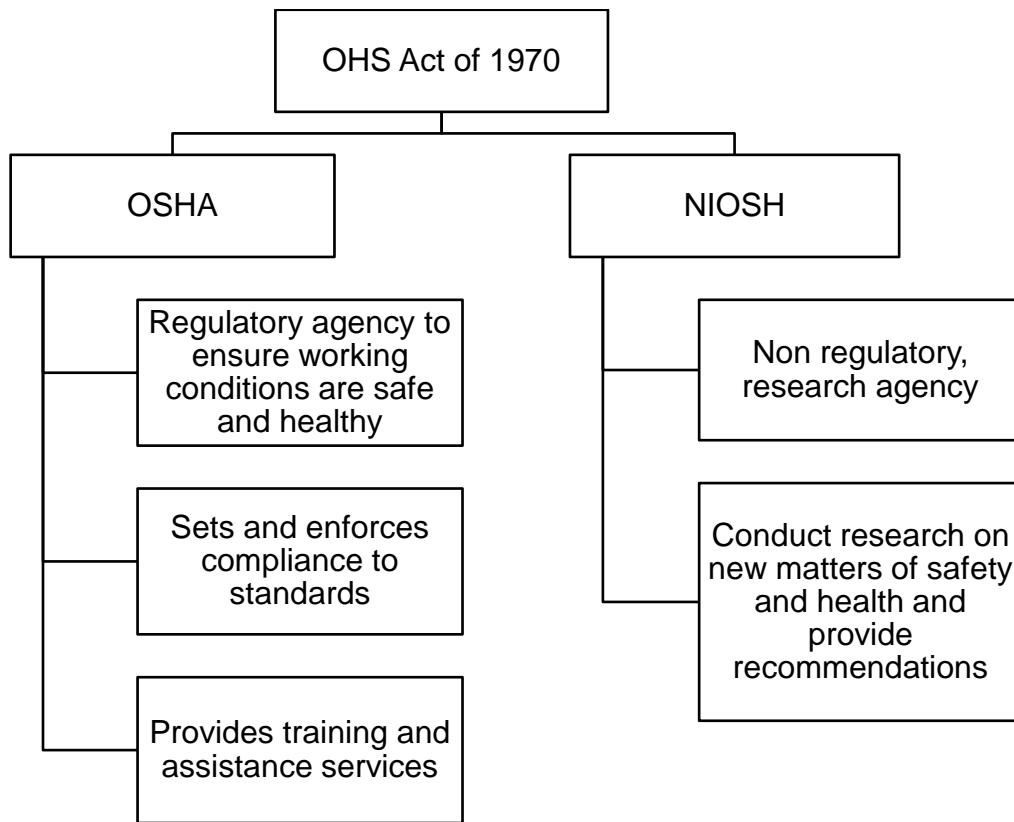 OHS Act of 1970
OSHA
Regulatory agency to
ensure working
conditions are safe
and healthy
Sets and enforces
compliance to
standards
Provides training and
assistance services
NIOSH
Non regulatory,
research agency
Conduct research on
new matters of safety
and health and
provide
recommendations